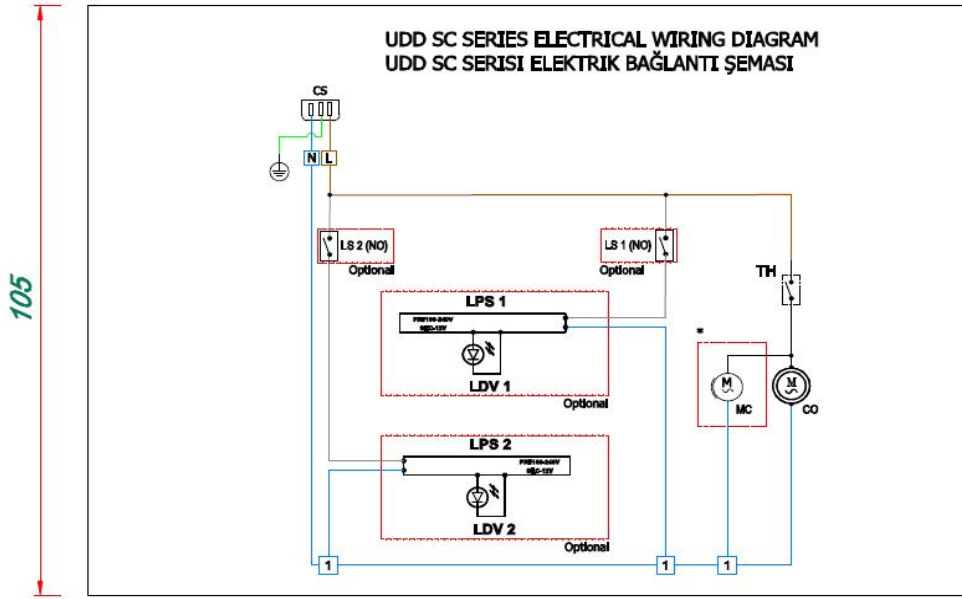 UDD SC SERIES ELECTRICAL WIRING DIAGRAM
UDD SC SERISI ELEKTRIK BAĞLANTI ŞEMASI
CS
N L
LS 2 (NO)
Optional
LS 1 (NO)
Optional
TH
105
LPS 1
LDV 1
Optional
*
M
MC
M
CO
LPS 2
LDV 2
Optional
1
1
1